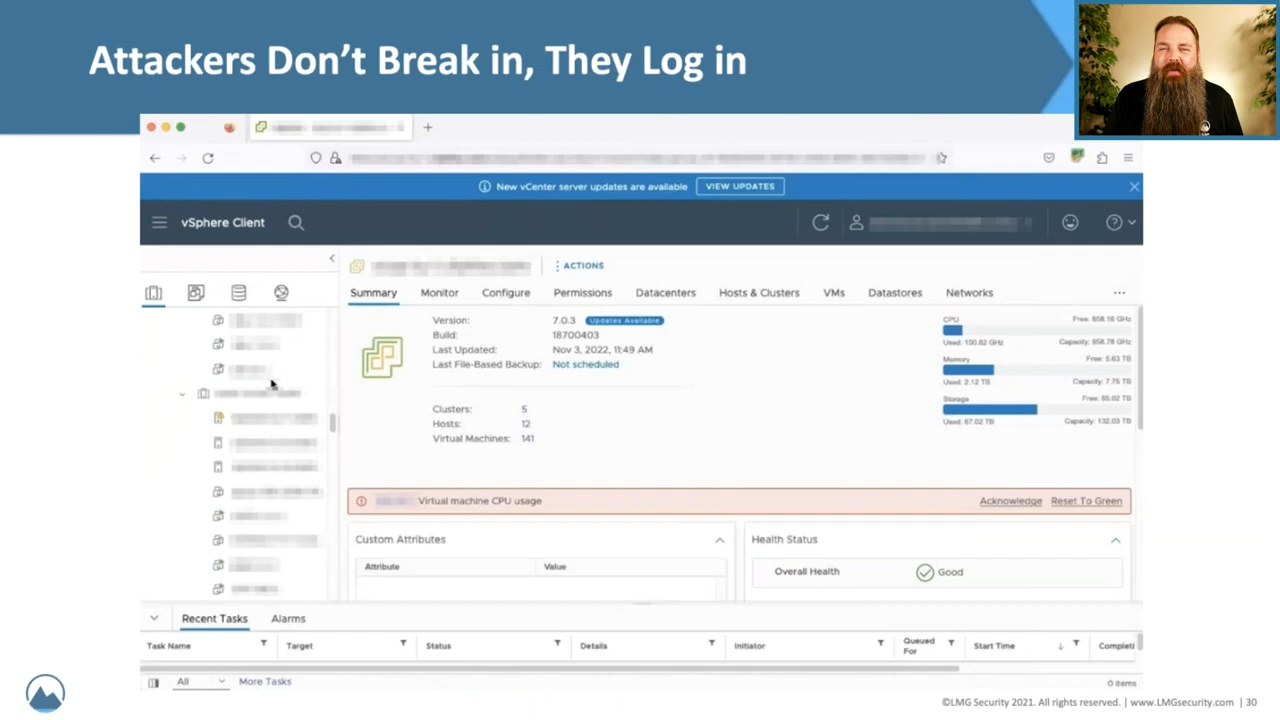 Attackers Don't Break in, They Log in
New vCenter server updates are available VIEW UPDATES
vSphere Client
ACTIONS
Summary Monitor Configure Permissions Datacenters Hosts & Clusters VMs Datastores Networks
Version: 7.0.3 Updates Available
Build: 18700403
Last Updated: Nov 3, 2022, 11:49 AM
Last File-Based Backup: Not scheduled
Clusters: 5
Hosts: 12
Virtual Machines: 141
CPU Free: 858.16 GHz
Used: 100.62 GHz Capacity: 958.78 GHz
Memory Free: 5.63 TB
Used: 2.12 TB Capacity: 7.75 TB
Storage Free: 65.02 TB
Used: 67.02 TB Capacity: 132.03 TB
Virtual machine CPU usage Acknowledge Reset To Green
Custom Attributes
Attribute Value
Health Status
Overall Health Good
Recent Tasks Alarms
Task Name Target Status Details Initiator Queued For Start Time Completi
All More Tasks 0 items
©LMG Security 2021. All rights reserved. | www.LMGsecurity.com | 30